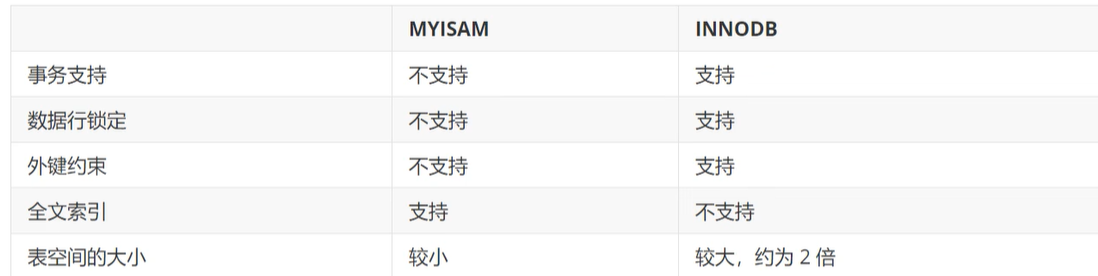 MYISAM INNODB
事务支持 不支持 支持
数据行锁定 不支持 支持
外键约束 不支持 支持
全文索引 支持 不支持
表空间的大小 较小 较大，约为 2 倍